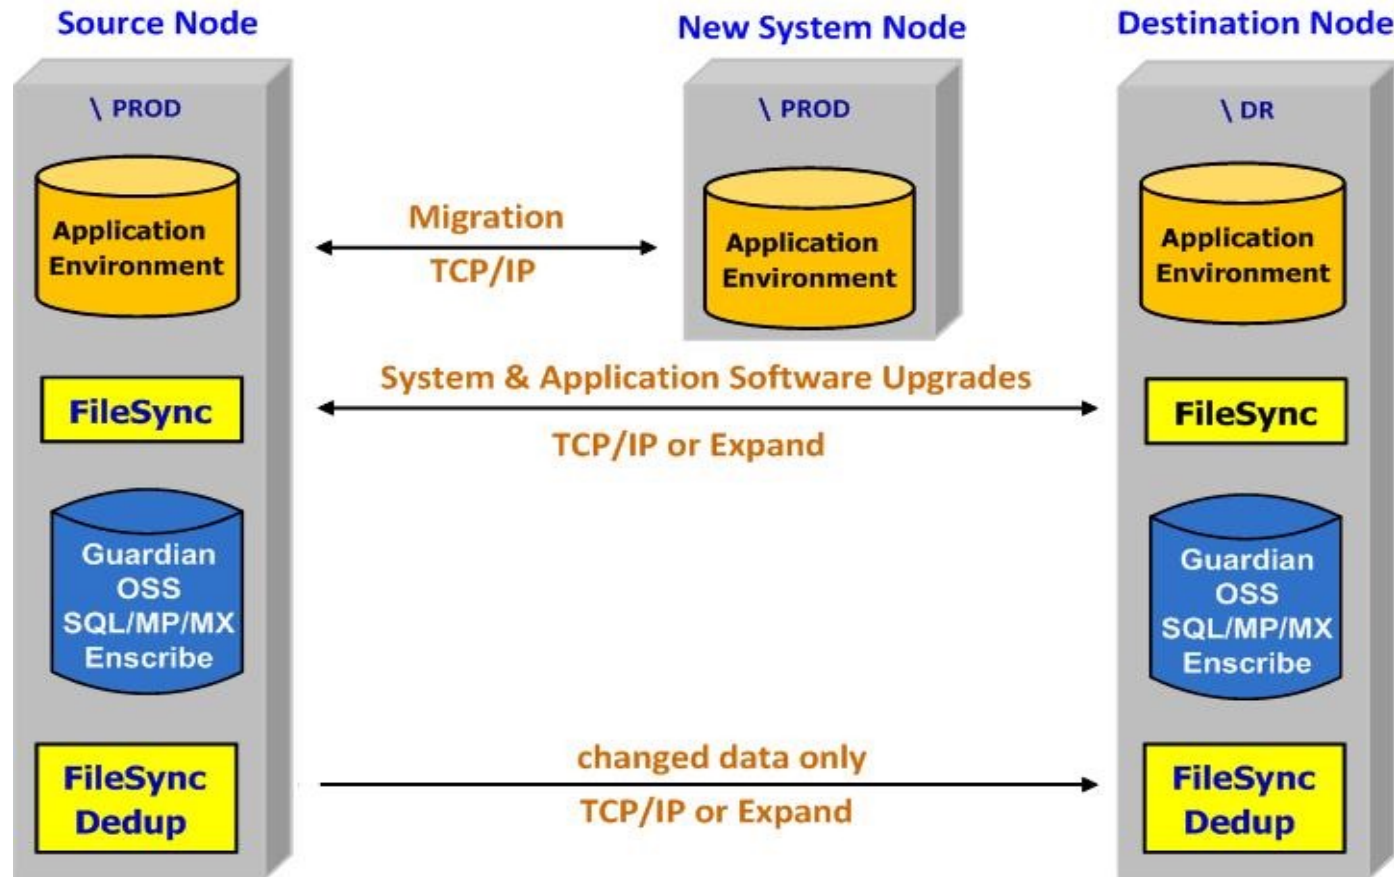 Source Node
New System Node
Destination Node
\ PROD
\ PROD
\ DR
Application
Environment
Migration
TCP/IP
Application
Environment
Application
Environment
System & Application Software Upgrades
FileSync
FileSync
TCP/IP or Expand
Guardian
OSS
SQL/MP/MX
Enscribe
Guardian
OSS
SQL/MP/MX
Enscribe
FileSync
Dedup
changed data only
TCP/IP or Expand
FileSync
Dedup